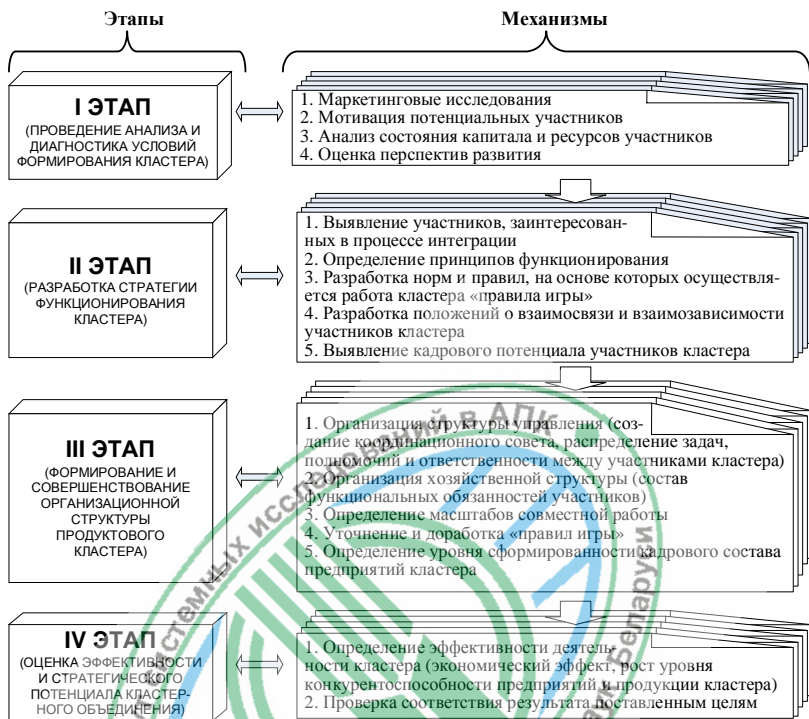 Этапы
Механизмы
I ЭТАП
(ПРОВЕДЕНИЕ АНАЛИЗА И
ДИАГНОСТИКА УСЛОВИЙ
ФОРМИРОВАНИЯ КЛАСТЕРА)
1. Маркетинговые исследования
2. Мотивация потенциальных участников
3. Анализ состояния капитала и ресурсов участников
4. Оценка перспектив развития
II ЭТАП
(РАЗРАБОТКА СТРАТЕГИИ
ФУНКЦИОНИРОВАНИЯ
КЛАСТЕРА)
1. Выявление участников, заинтересован-
ных в процессе интеграции
2. Определение принципов функционирования
3. Разработка норм и правил, на основе которых осуществля-
ется работа кластера «правила игры»
4. Разработка положений о взаимосвязи и взаимозависимости
участников кластера
5. Выявление кадрового потенциала участников кластера
III ЭТАП
(ФОРМИРОВАНИЕ И
СОВЕРШЕНСТВОВАНИЕ
ОРГАНИЗАЦИОННОЙ
СТРУКТУРЫ
ПРОДУКТОВОГО
КЛАСТЕРА)
1. Организация структуры управления (соз-
дание координационного совета, распределение задач,
полномочий и ответственности между участниками кластера)
2. Организация хозяйственной структуры (состав
функциональных обязанностей участников)
3. Определение масштабов совместной работы
4. Уточнение и доработка «правил игры»
5. Определение уровня сформированности кадрового состава
предприятий кластера
IV ЭТАП
(ОЦЕНКА ЭФФЕКТИВНОСТИ
И СТРАТЕГИЧЕСКОГО
ПОТЕНЦИАЛА КЛАСТЕР-
НОГО ОБЪЕДИНЕНИЯ)
1. Определение эффективности деятель-
ности кластера (экономический эффект, рост уровня
конкурентоспособности предприятий и продукции кластера)
2. Проверка соответствия результата поставленным целям
системных исследований в АПК
Беларуси